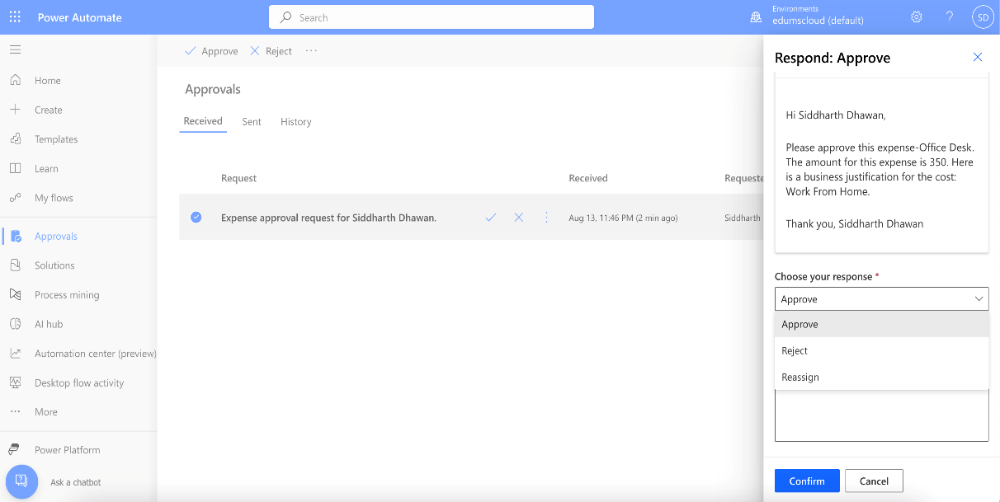 Power Automate
Search
Environments
edumscloud (default)
?
SD
Home
Create
Templates
Learn
My flows
Approvals
Solutions
Process mining
AI hub
Automation center (preview)
Desktop flow activity
More
Power Platform
Ask a chatbot
Approve Reject ...
Approvals
Received Sent History
Request Received Requeste
Expense approval request for Siddharth Dhawan. Aug 13, 11:46 PM (2 min ago) Siddharth
Respond: Approve
Hi Siddharth Dhawan,
Please approve this expense-Office Desk.
The amount for this expense is 350. Here
is a business justification for the cost:
Work From Home.
Thank you, Siddharth Dhawan
Choose your response *
Approve
Approve
Reject
Reassign
Confirm Cancel